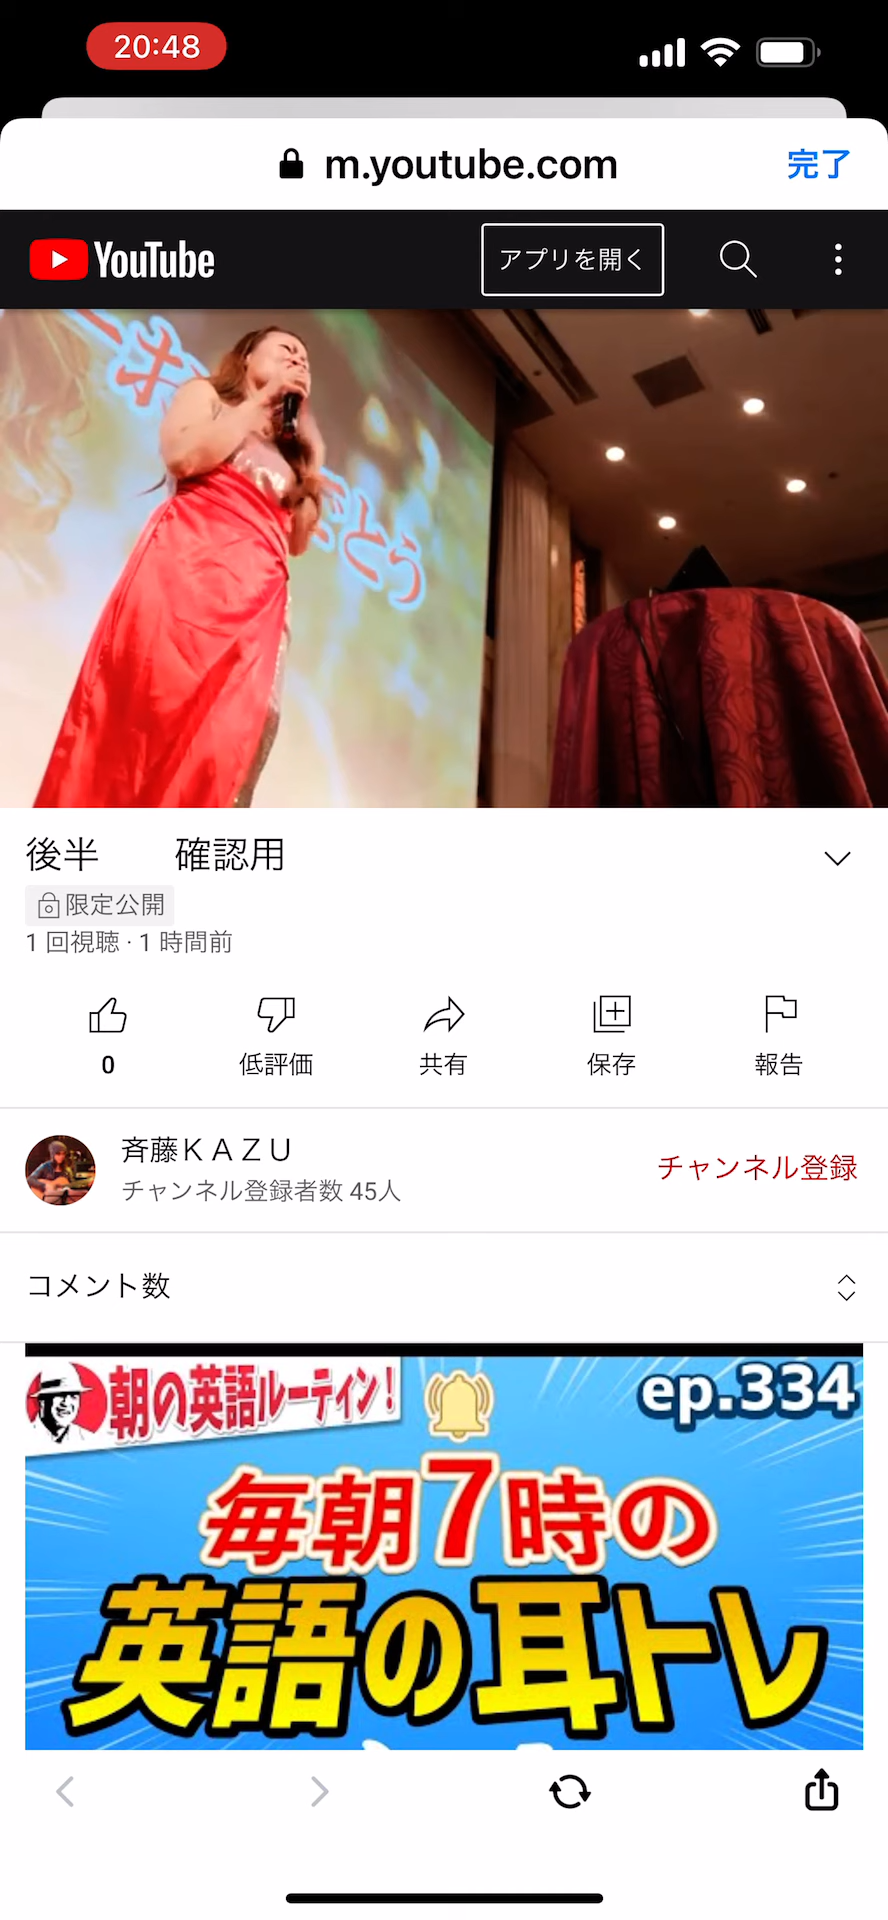 20:48
m.youtube.com
完了
YouTube
アプリを開く
どう
後半 確認用
限定公開
1 回視聴 · 1 時間前
0
低評価
共有
保存
報告
斉藤ＫＡＺＵ
チャンネル登録者数 45人
チャンネル登録
コメント数
朝の英語ルーティン!
ep.334
毎朝7時の
英語の耳トレ